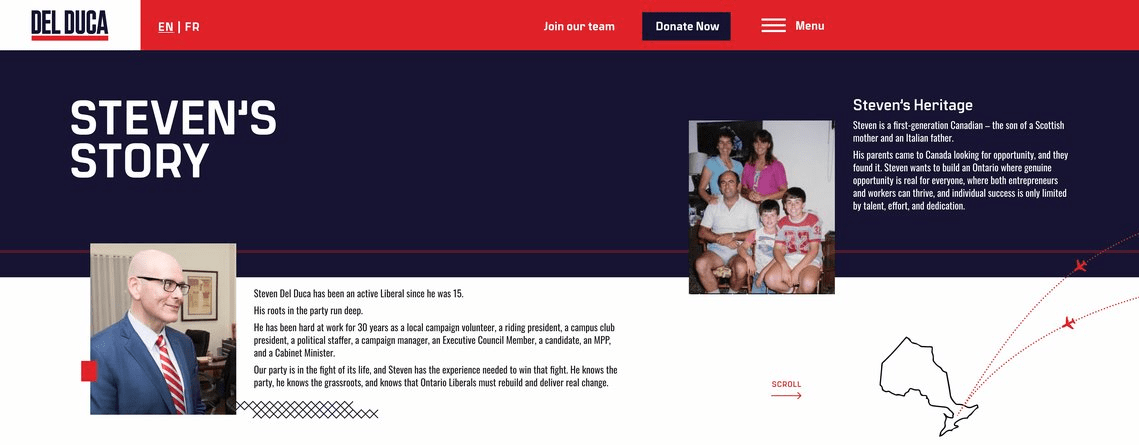 DEL DUCA
EN | FR
Join our team
Donate Now
Menu
STEVEN'S
STORY
Steven Del Duca has been an active Liberal since he was 15.
His roots in the party run deep.
He has been hard at work for 30 years as a local campaign volunteer, a riding president, a campus club
president, a political staffer, a campaign manager, an Executive Council Member, a candidate, an MPP,
and a Cabinet Minister.
Our party is in the fight of its life, and Steven has the experience needed to win that fight. He knows the
party, he knows the grassroots, and knows that Ontario Liberals must rebuild and deliver real change.
Steven's Heritage
Steven is a first-generation Canadian – the son of a Scottish
mother and an Italian father.
His parents came to Canada looking for opportunity, and they
found it. Steven wants to build an Ontario where genuine
opportunity is real for everyone, where both entrepreneurs
and workers can thrive, and individual success is only limited
by talent, effort, and dedication.
SCROLL